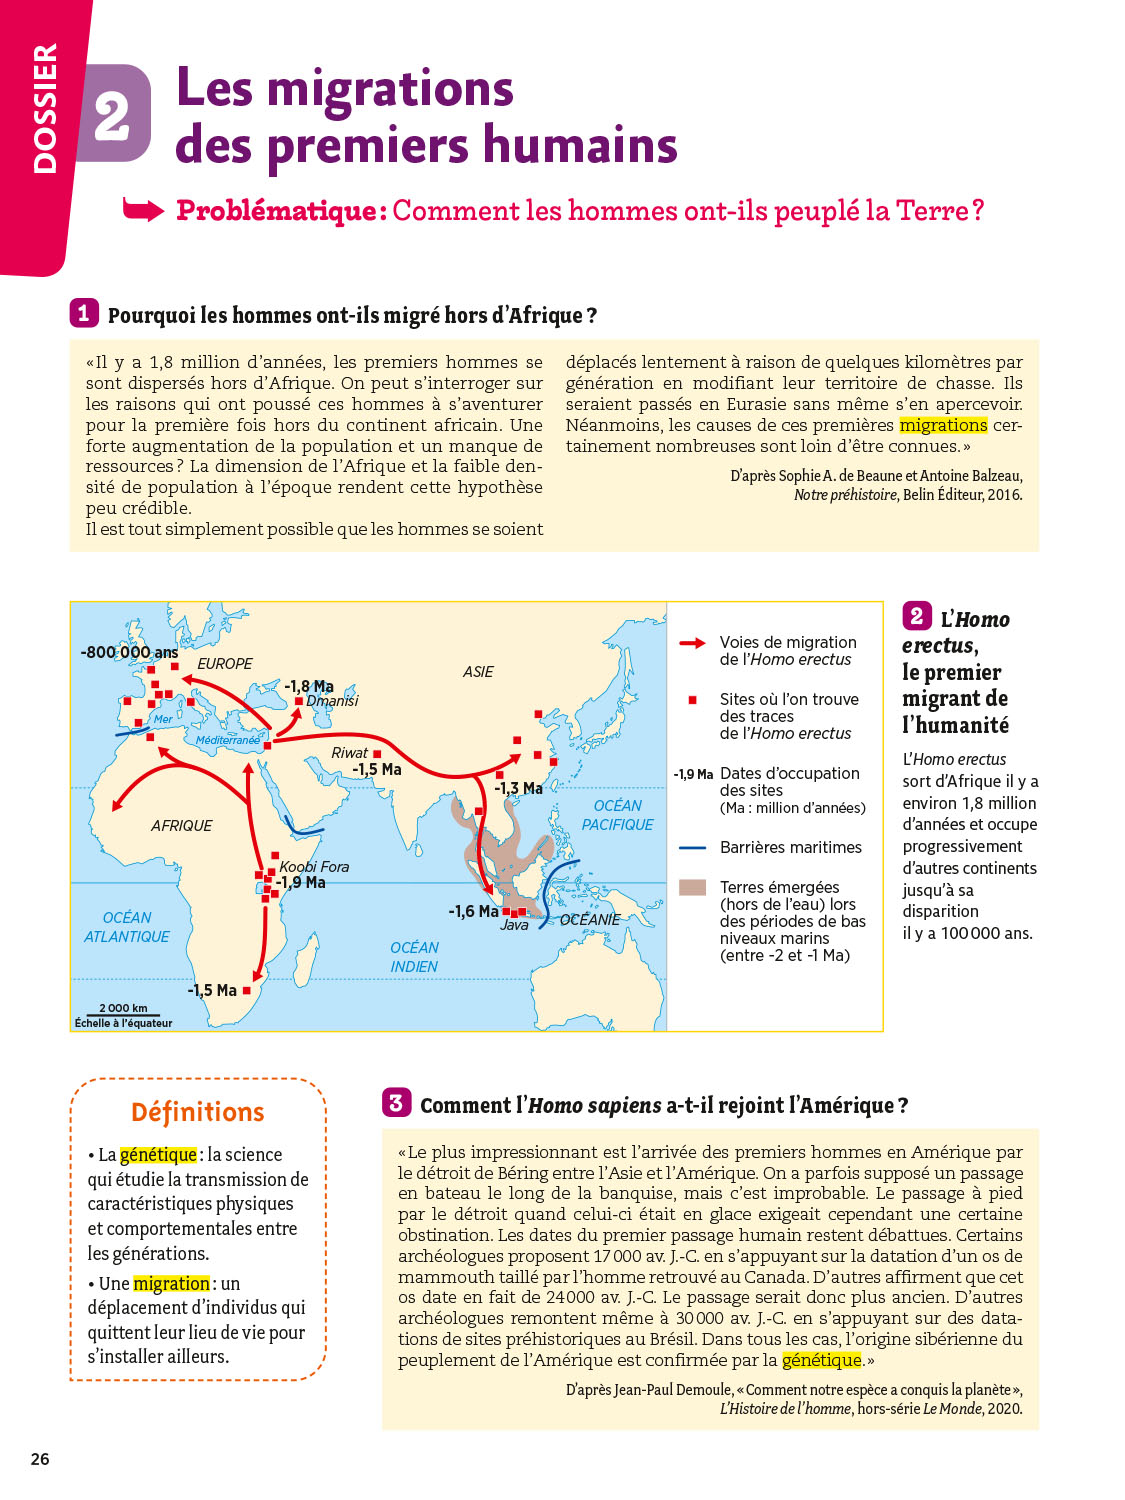 DOSSIER
2
Les migrations
des premiers humains
Problématique : Comment les hommes ont-ils peuplé la Terre ?
1 Pourquoi les hommes ont-ils migré hors d'Afrique ?
« Il y a 1,8 million d'années, les premiers hommes se
sont dispersés hors d'Afrique. On peut s'interroger sur
les raisons qui ont poussé ces hommes à s'aventurer
pour la première fois hors du continent africain. Une
forte augmentation de la population et un manque de
ressources ? La dimension de l'Afrique et la faible den-
sité de population à l'époque rendent cette hypothèse
peu crédible.
Il est tout simplement possible que les hommes se soient
déplacés lentement à raison de quelques kilomètres par
génération en modifiant leur territoire de chasse. Ils
seraient passés en Eurasie sans même s'en apercevoir.
Néanmoins, les causes de ces premières migrations cer-
tainement nombreuses sont loin d'être connues. »
D'après Sophie A. de Beaune et Antoine Balzeau,
Notre préhistoire, Belin Éditeur, 2016.
-800 000 ans
EUROPE
ASIE
-1,8 Ma
Dmanisi
Mer
Méditerranée
Riwat
-1,5 Ma
-1,3 Ma
OCÉAN
PACIFIQUE
AFRIQUE
Koobi Fora
-1,9 Ma
OCÉAN
ATLANTIQUE
-1,6 Ma
Java
OCÉANIE
OCÉAN
INDIEN
-1,5 Ma
2 000 km
Échelle à l'équateur
Voies de migration
de l'Homo erectus
Sites où l'on trouve
des traces
de l'Homo erectus
-1,9 Ma Dates d'occupation
des sites
(Ma : million d'années)
Barrières maritimes
Terres émergées
(hors de l'eau) lors
des périodes de bas
niveaux marins
(entre -2 et -1 Ma)
2 L'Homo
erectus,
le premier
migrant de
l'humanité
L'Homo erectus
sort d'Afrique il y a
environ 1,8 million
d'années et occupe
progressivement
d'autres continents
jusqu'à sa
disparition
il y a 100 000 ans.
Définitions
• La génétique : la science
qui étudie la transmission de
caractéristiques physiques
et comportementales entre
les générations.
• Une migration : un
déplacement d'individus qui
quittent leur lieu de vie pour
s'installer ailleurs.
3 Comment l'Homo sapiens a-t-il rejoint l'Amérique ?
« Le plus impressionnant est l'arrivée des premiers hommes en Amérique par
le détroit de Béring entre l'Asie et l'Amérique. On a parfois supposé un passage
en bateau le long de la banquise, mais c'est improbable. Le passage à pied
par le détroit quand celui-ci était en glace exigeait cependant une certaine
obstination. Les dates du premier passage humain restent débattues. Certains
archéologues proposent 17 000 av. J.-C. en s'appuyant sur la datation d'un os de
mammouth taillé par l'homme retrouvé au Canada. D'autres affirment que cet
os date en fait de 24 000 av. J.-C. Le passage serait donc plus ancien. D'autres
archéologues remontent même à 30 000 av. J.-C. en s'appuyant sur des data-
tions de sites préhistoriques au Brésil. Dans tous les cas, l'origine sibérienne du
peuplement de l'Amérique est confirmée par la génétique. »
D'après Jean-Paul Demoule, « Comment notre espèce a conquis la planète »,
L'Histoire de l'homme, hors-série Le Monde, 2020.
26